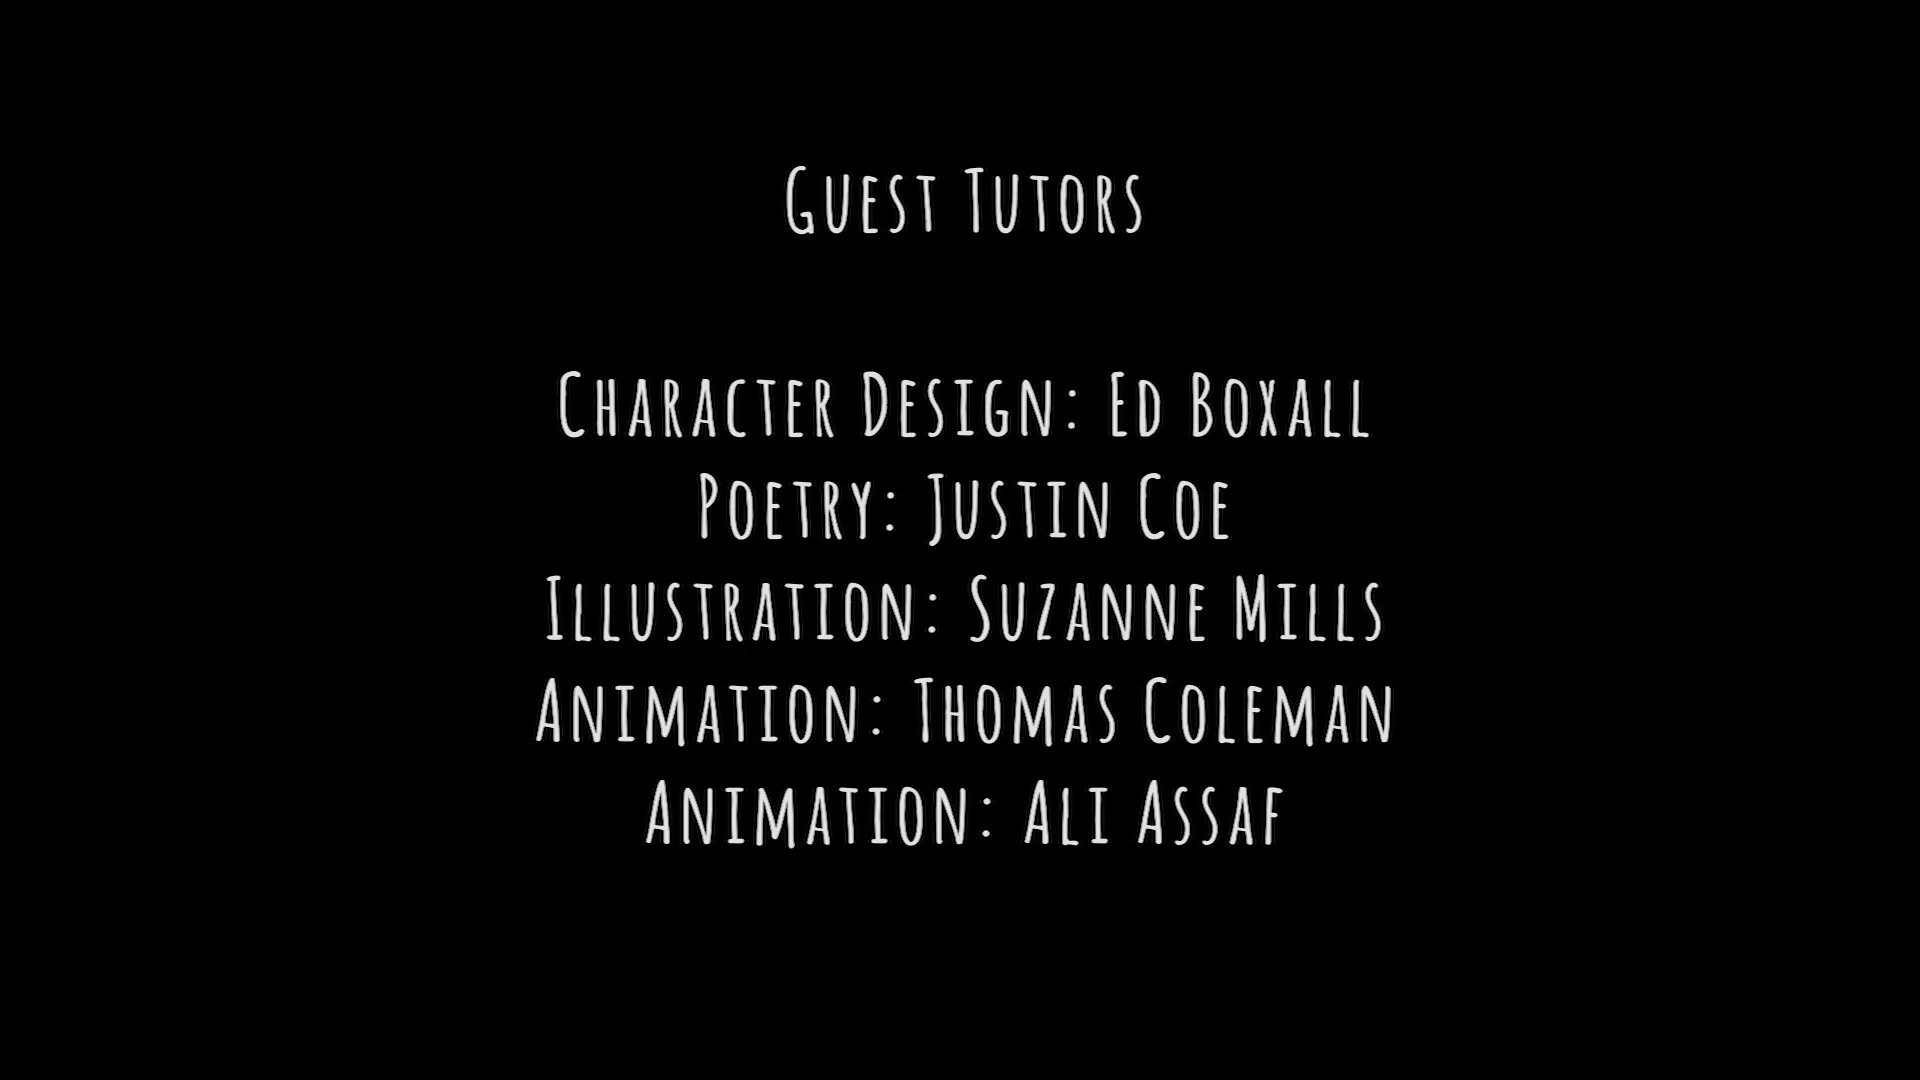 Guest Tutors
Character Design: Ed Boxall
Poetry: Justin Coe
Illustration: Suzanne Mills
Animation: Thomas Coleman
Animation: Ali Assaf